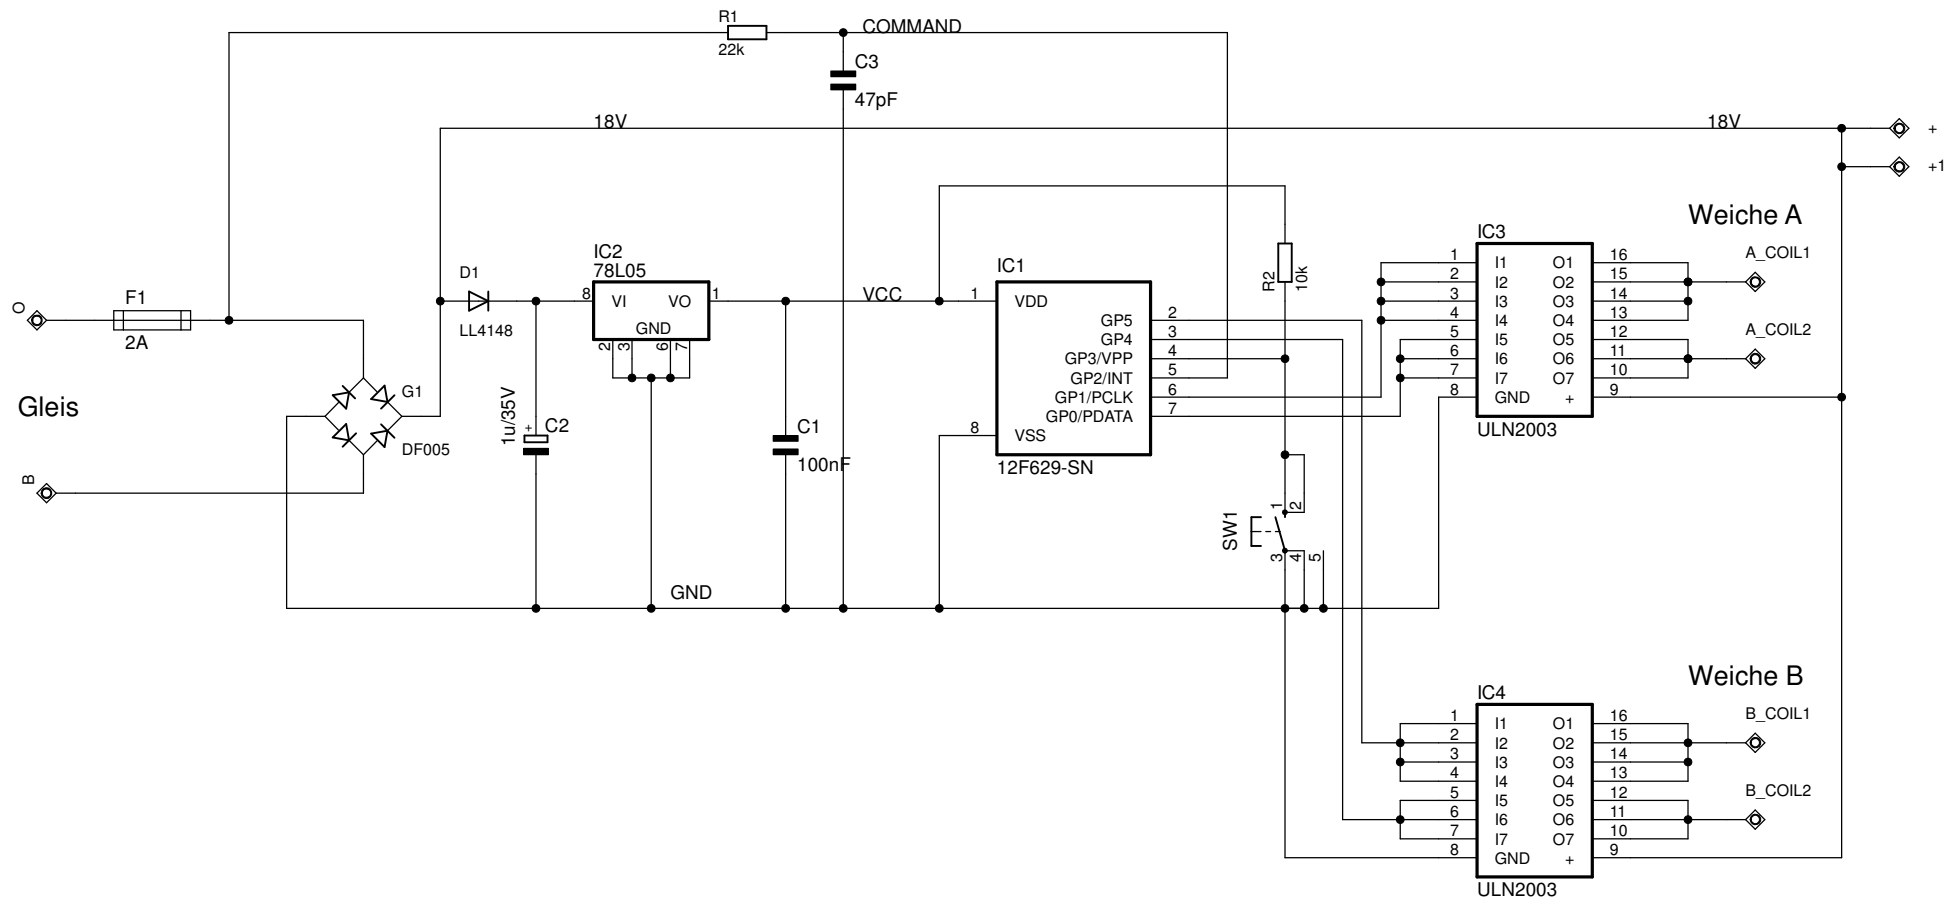 R1
22k
COMMAND
C3
47pF
18V
18V
+
+1
Weiche A
IC2
78L05
D1
LL4148
8
VI
VO
1
GND
2
3
6
7
VCC
IC1
1
VDD
GP5
2
GP4
3
GP3/VPP
4
GP2/INT
5
GP1/PCLK
6
GP0/PDATA
7
8
VSS
12F629-SN
R2
10k
IC3
1
I1
O1
16
2
I2
O2
15
3
I3
O3
14
4
I4
O4
13
5
I5
O5
12
6
I6
O6
11
7
I7
O7
10
8
GND
+
9
ULN2003
A_COIL1
A_COIL2
O
F1
2A
Gleis
G1
DF005
B
1u/35V
+
C2
C1
100nF
SW1
1
2
3
4
5
GND
Weiche B
IC4
1
I1
O1
16
2
I2
O2
15
3
I3
O3
14
4
I4
O4
13
5
I5
O5
12
6
I6
O6
11
7
I7
O7
10
8
GND
+
9
ULN2003
B_COIL1
B_COIL2